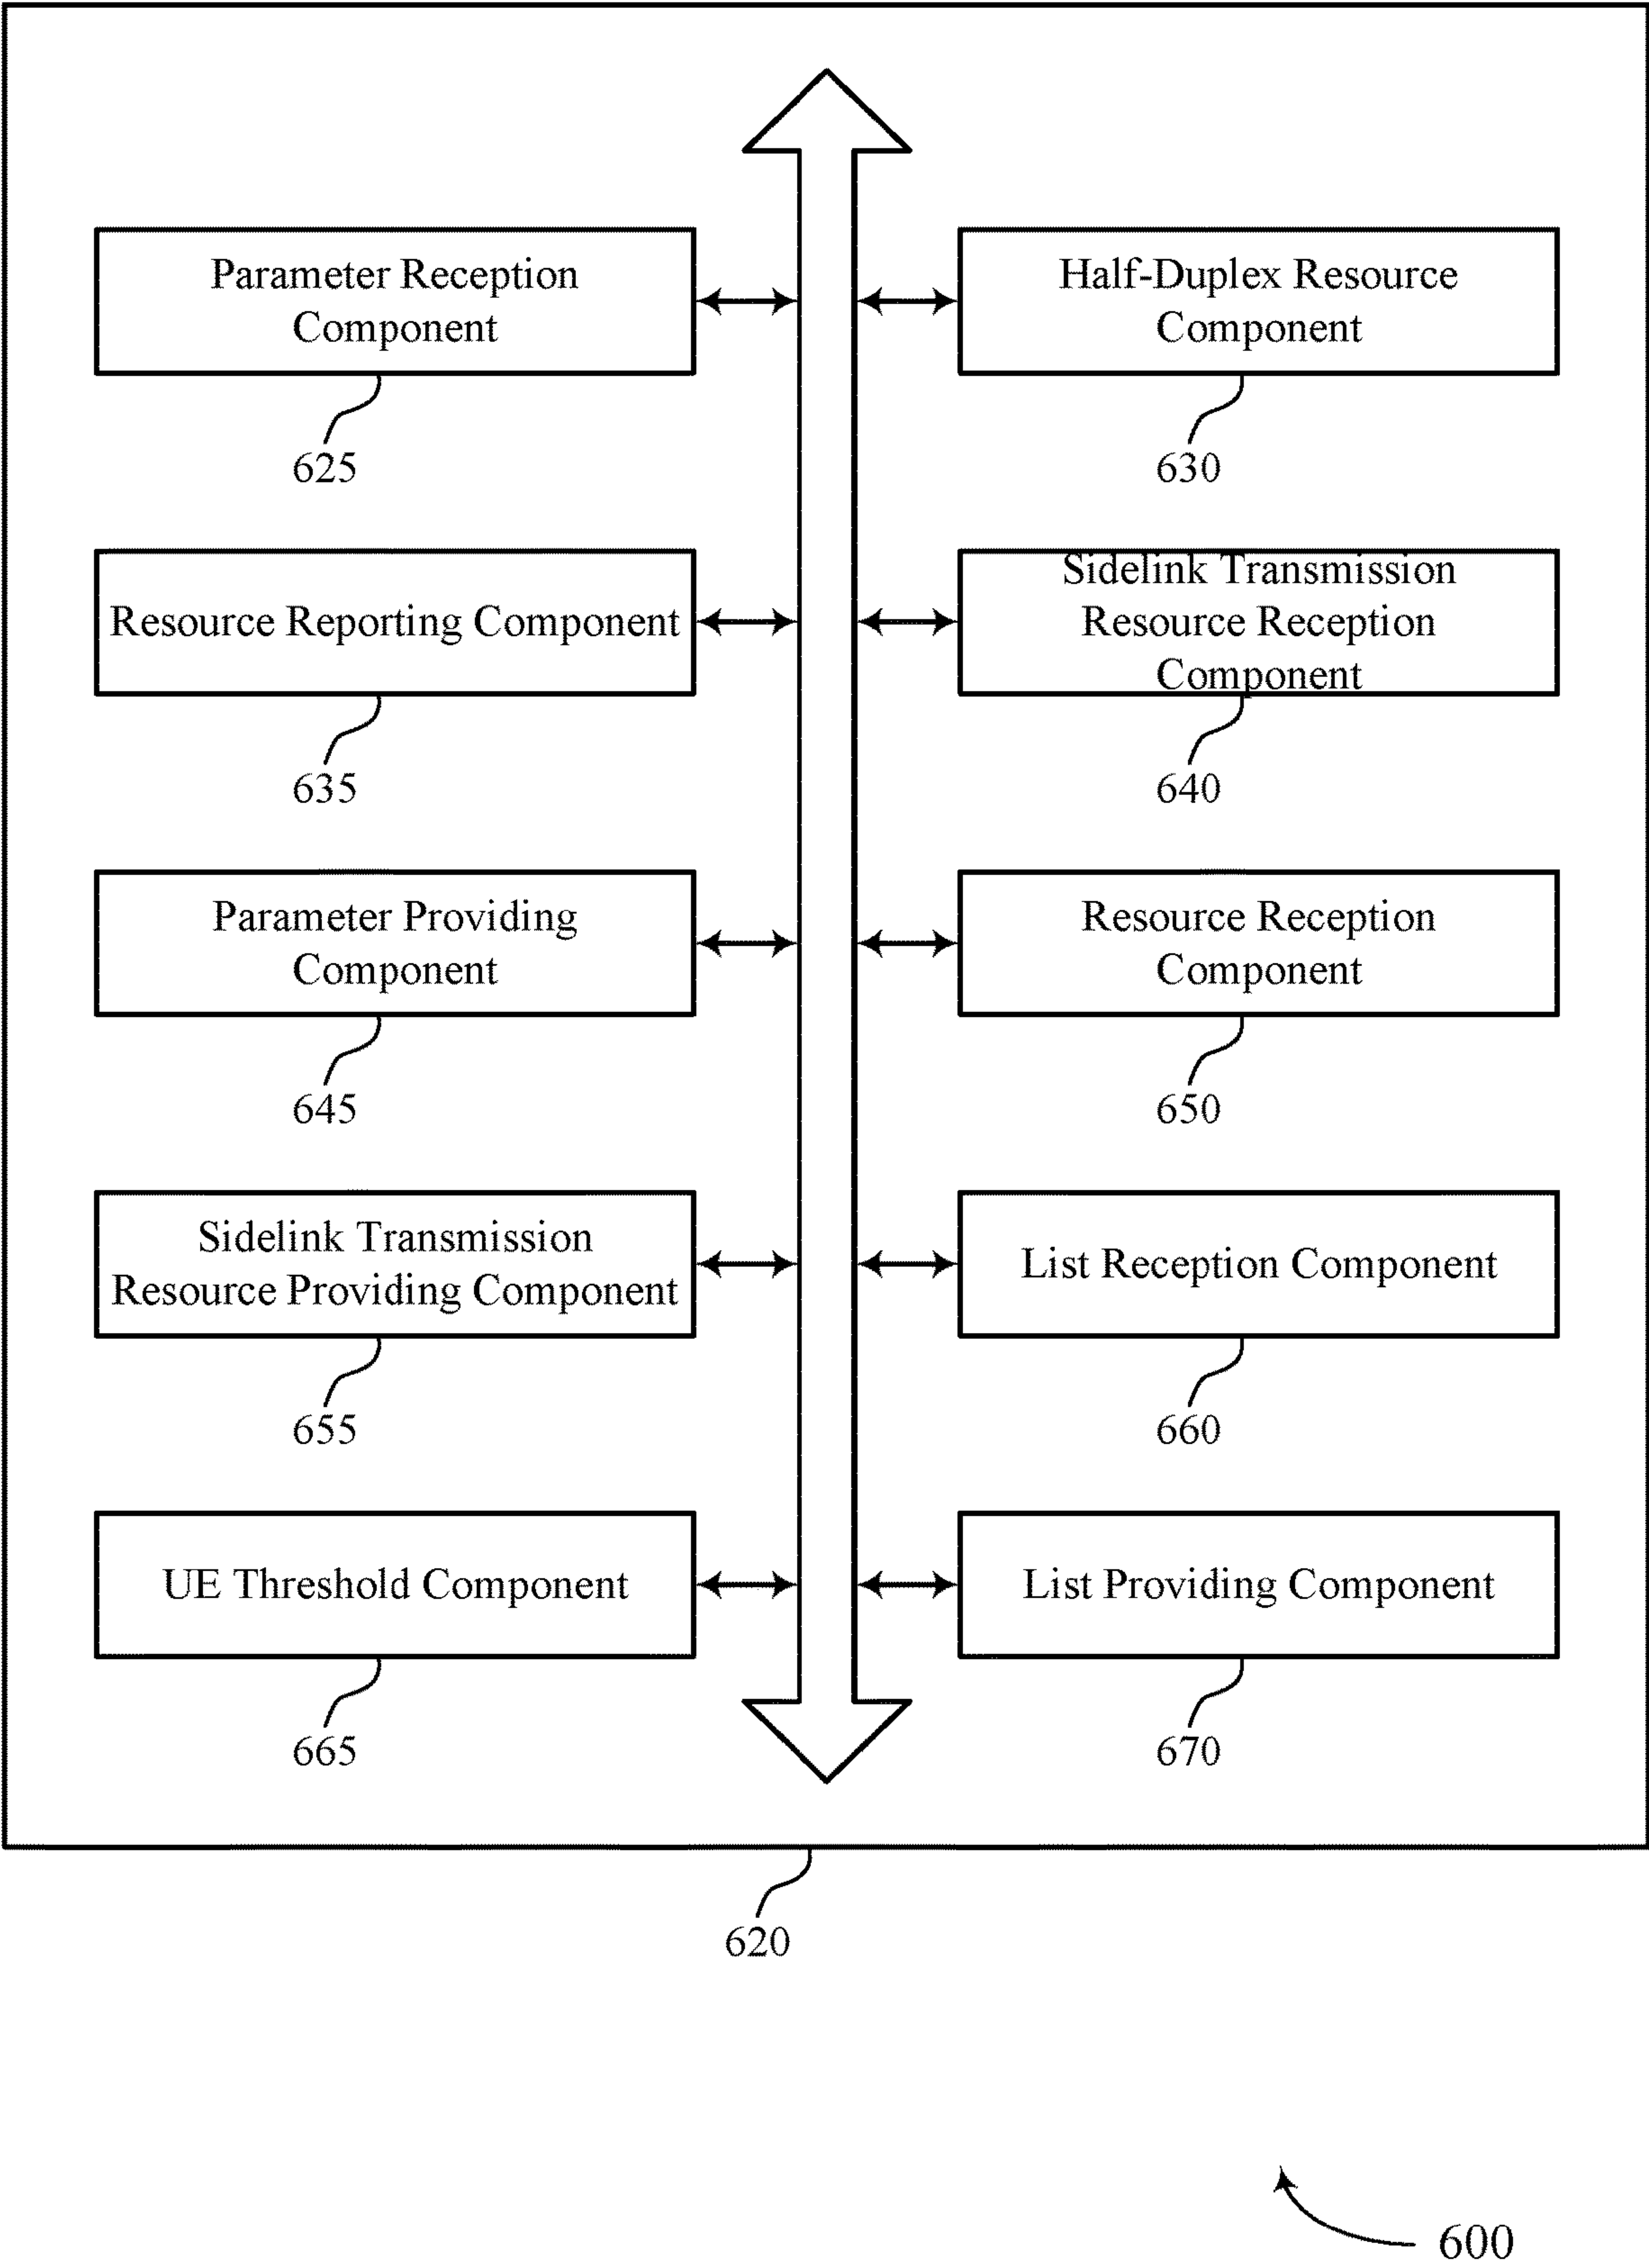 Parameter Reception
Component
625
Half-Duplex Resource
Component
630
Resource Reporting Component
635
Sidelink Transmission
Resource Reception
Component
640
Parameter Providing
Component
645
Resource Reception
Component
650
Sidelink Transmission
Resource Providing Component
655
List Reception Component
660
UE Threshold Component
665
List Providing Component
670
620
600